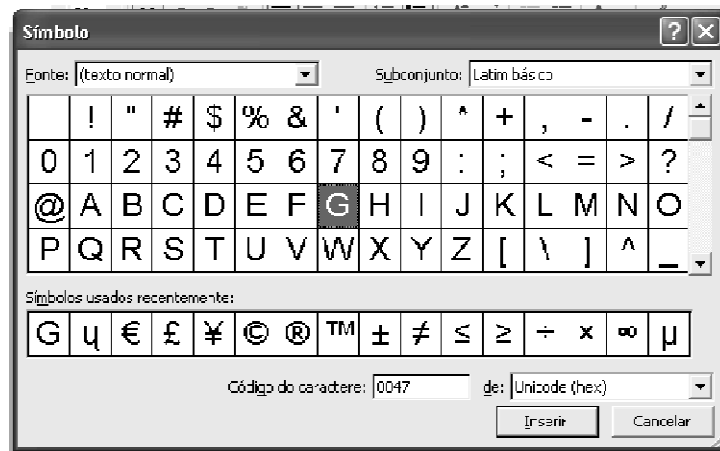 Símbolo
Fonte: (texto normal) Subconjunto: Latim básico
! " # $ % & ' ( ) * + , - . /
0 1 2 3 4 5 6 7 8 9 : ; < = > ?
@ A B C D E F G H I J K L M N O
P Q R S T U V W X Y Z [ \ ] ^ _
Símbolos usados recentemente:
G ɥ € £ ¥ © ® ™ ± ≠ ≤ ≥ ÷ × ∞ µ
Código do caractere: 0047 de: Unicode (hex)
Inserir Cancelar